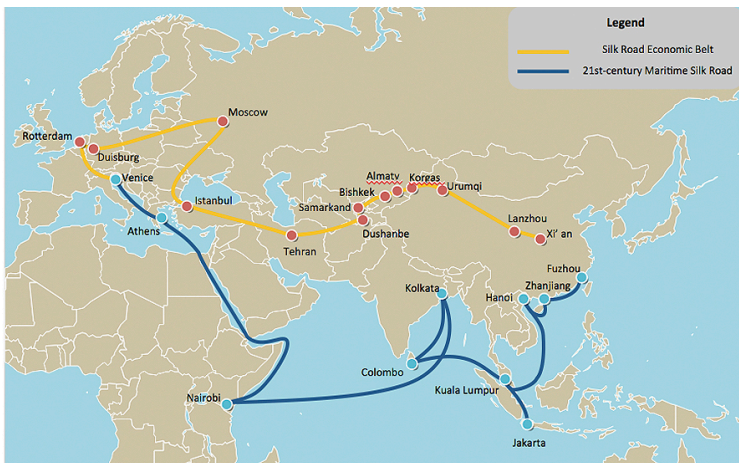 Legend
Silk Road Economic Belt
21st-century Maritime Silk Road
Moscow
Rotterdam
Duisburg
Venice
Almatv
Korgas
Bishkek
Urumqi
Istanbul
Samarkand
Lanzhou
Athens
Dushanbe
Xi' an
Tehran
Fuzhou
Kolkata
Zhanjiang
Hanoi
Colombo
Kuala Lumpur
Nairobi
Jakarta